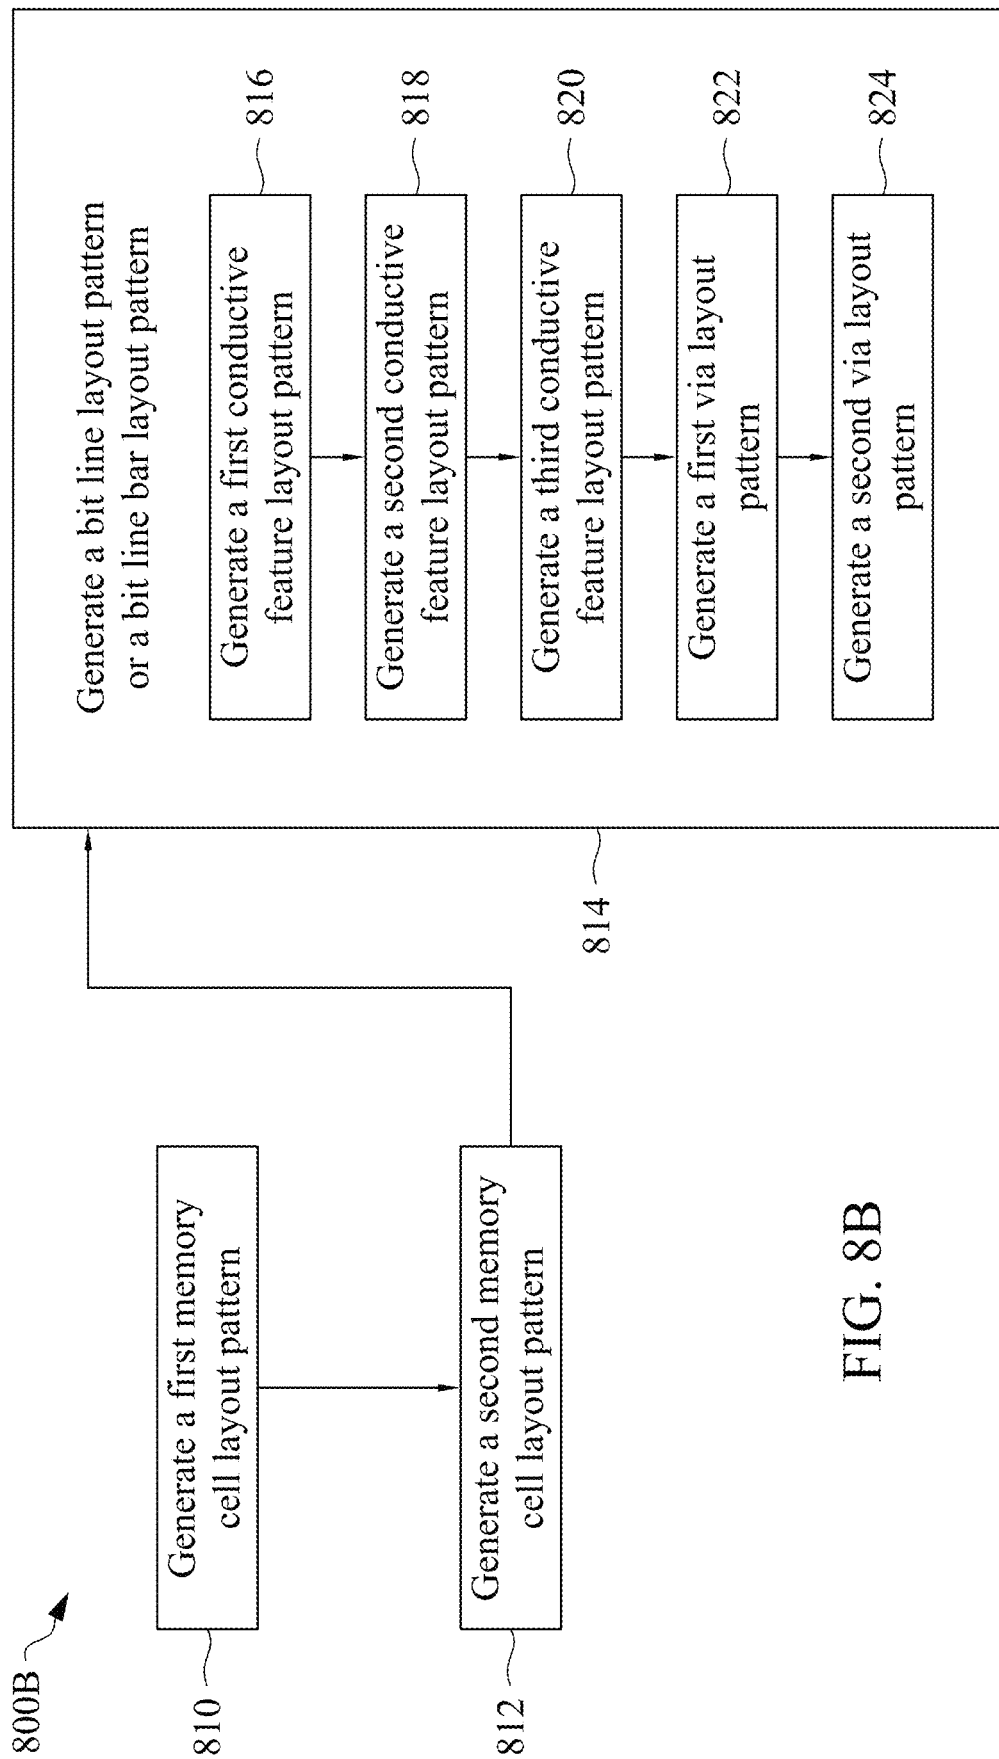 800B
810
Generate a first memory
cell layout pattern
812
Generate a second memory
cell layout pattern
814
Generate a bit line layout pattern
or a bit line bar layout pattern
Generate a first conductive
feature layout pattern
816
Generate a second conductive
feature layout pattern
818
Generate a third conductive
feature layout pattern
820
Generate a first via layout
pattern
822
Generate a second via layout
pattern
824
FIG. 8B